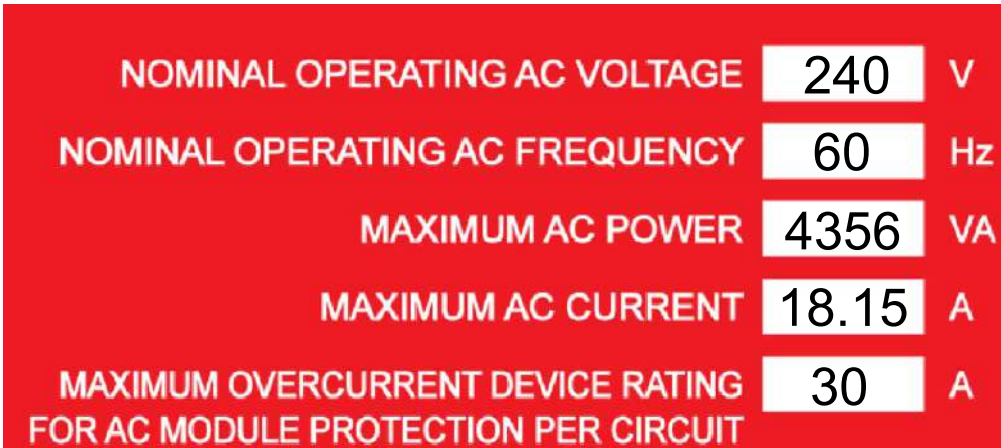 NOMINAL OPERATING AC VOLTAGE 240 V
NOMINAL OPERATING AC FREQUENCY 60 Hz
MAXIMUM AC POWER 4356 VA
MAXIMUM AC CURRENT 18.15 A
MAXIMUM OVERCURRENT DEVICE RATING 30 A
FOR AC MODULE PROTECTION PER CIRCUIT